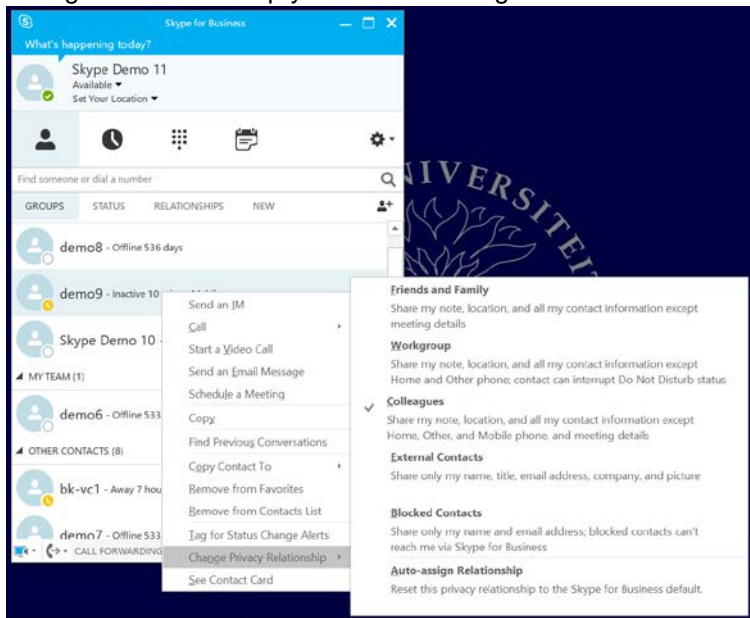 Skype for Business
What's happening today?
Skype Demo 11
Available
Set Your Location
Find someone or dial a number
GROUPS STATUS RELATIONSHIPS NEW
demo8 - Offline 536 days
demo9 - Inactive 10
Skype Demo 10 -
MY TEAM (1)
demo6 - Offline 533
OTHER CONTACTS (8)
bk-vc1 - Away 7 hou
demo7 - Offline 533
CALL FORWARDING
Send an IM
Call
Start a Video Call
Send an Email Message
Schedule a Meeting
Copy
Find Previous Conversations
Copy Contact To
Remove from Favorites
Remove from Contacts List
Tag for Status Change Alerts
Change Privacy Relationship
See Contact Card
Friends and Family
Share my note, location, and all my contact information except
meeting details
Workgroup
Share my note, location, and all my contact information except
Home and Other phone; contact can interrupt Do Not Disturb status
Colleagues
Share my note, location, and all my contact information except
Home, Other, and Mobile phone, and meeting details
External Contacts
Share only my name, title, email address, company, and picture
Blocked Contacts
Share only my name and email address; blocked contacts can't
reach me via Skype for Business
Auto-assign Relationship
Reset this privacy relationship to the Skype for Business default.
IVERSITEIT